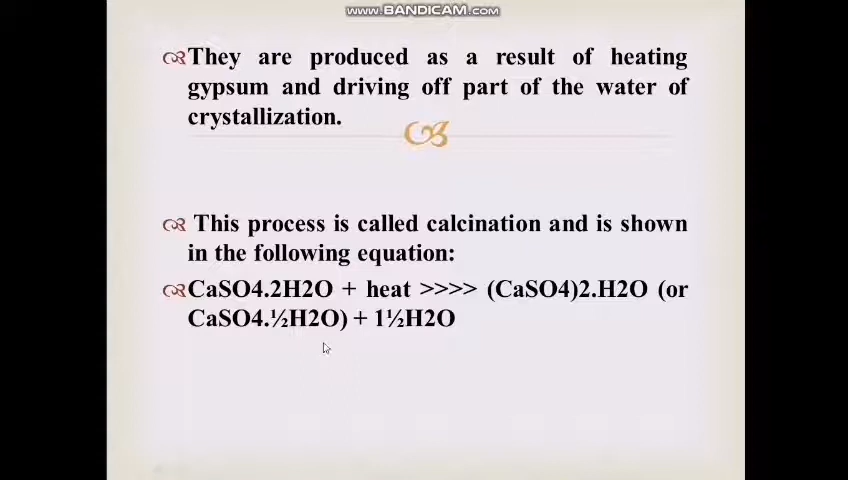 www.BANDICAM.com
They are produced as a result of heating
gypsum and driving off part of the water of
crystallization.
This process is called calcination and is shown
in the following equation:
CaSO4.2H2O + heat >>>> (CaSO4)2.H2O (or
CaSO4.½H2O) + 1½H2O